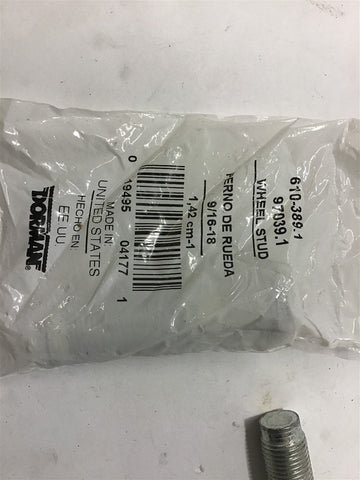 610-389.1
97039.1
WHEEL STUD
PERNO DE RUEDA
9/16-18
1.42 cm-1
0 19495 04177 1
MADE IN:
UNITED STATES
HECHO EN:
EE UU.
DORMAN®